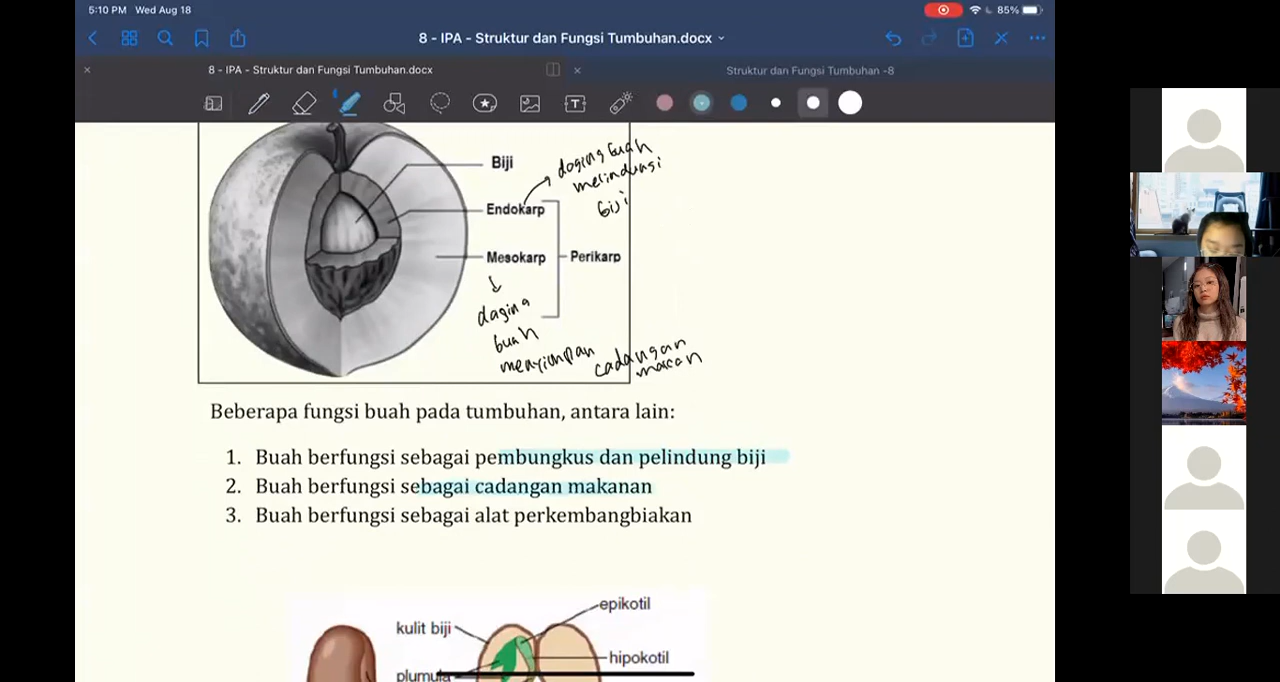 5:10 PM Wed Aug 18
85%
8 - IPA - Struktur dan Fungsi Tumbuhan.docx
8 - IPA - Struktur dan Fungsi Tumbuhan.docx
Struktur dan Fungsi Tumbuhan -8
Biji
daging buah
melindungi
biji
Endokarp
Mesokarp
Perikarp
daging
buah
menyimpan cadangan
makan
Beberapa fungsi buah pada tumbuhan, antara lain:
1. Buah berfungsi sebagai pembungkus dan pelindung biji
2. Buah berfungsi sebagai cadangan makanan
3. Buah berfungsi sebagai alat perkembangbiakan
epikotil
kulit biji
hipokotil
plumula